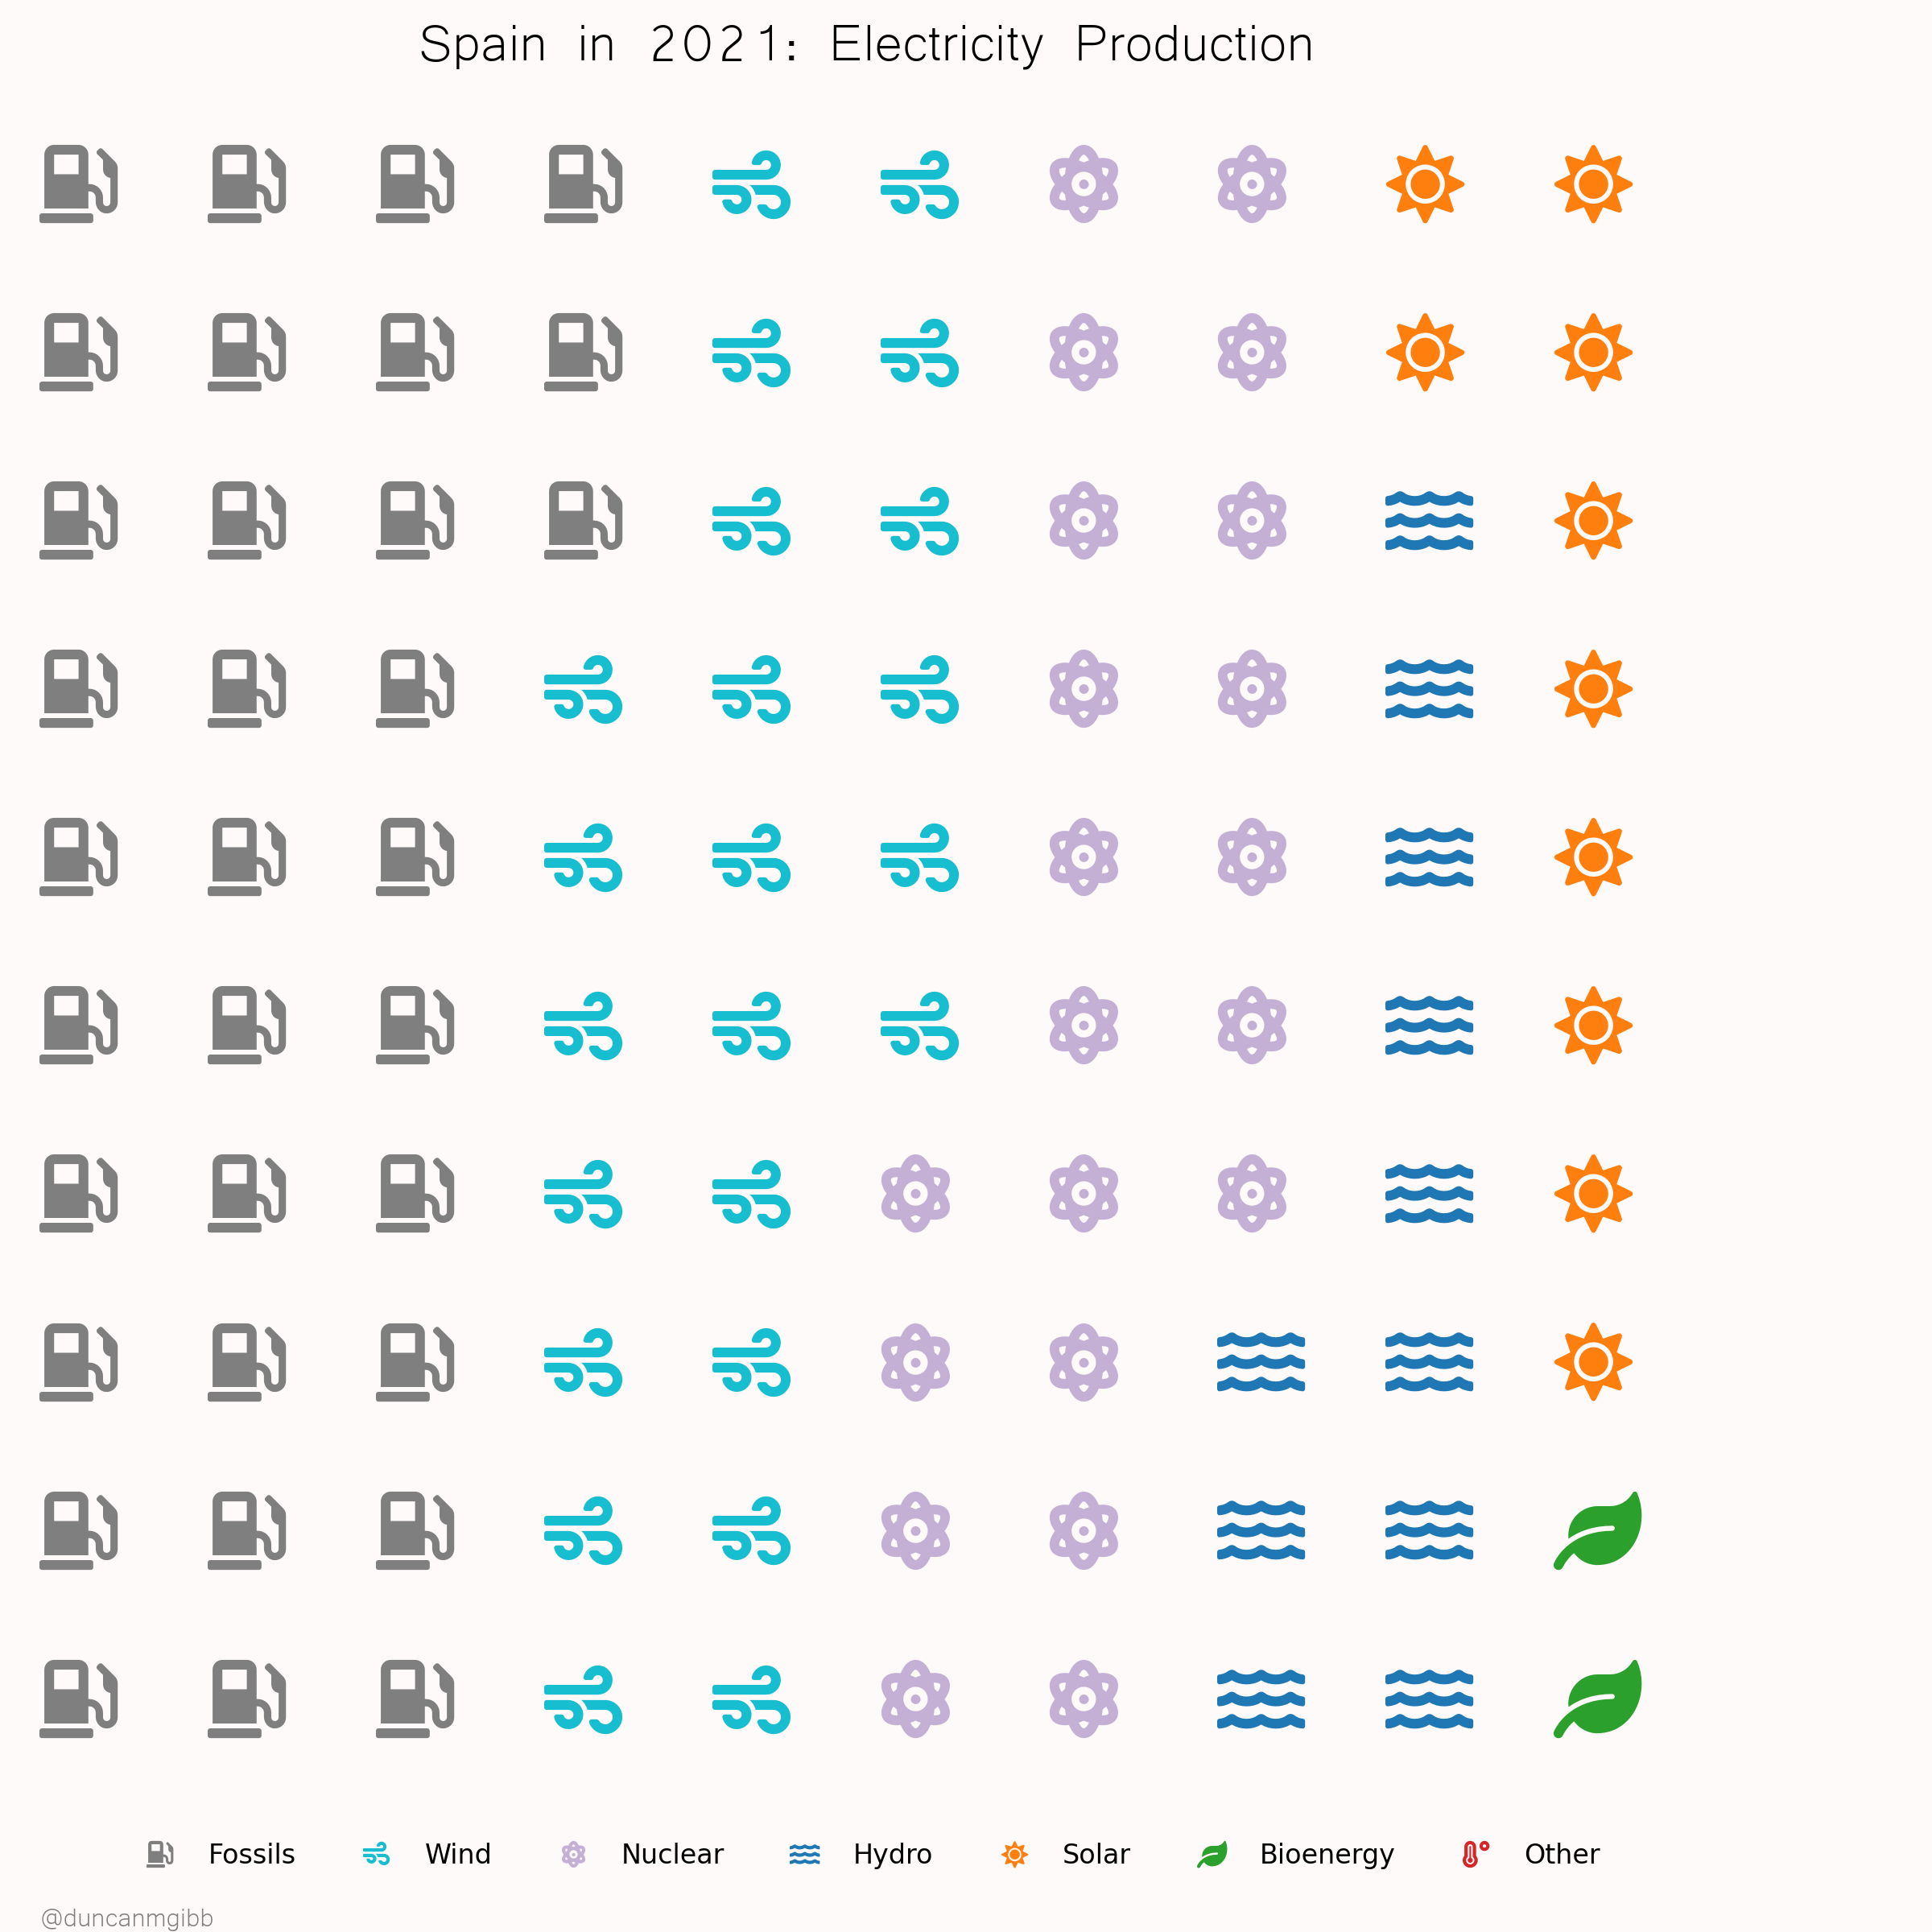 Spain in 2021: Electricity Production
Fossils Wind Nuclear Hydro Solar Bioenergy Other
@duncanmgibb